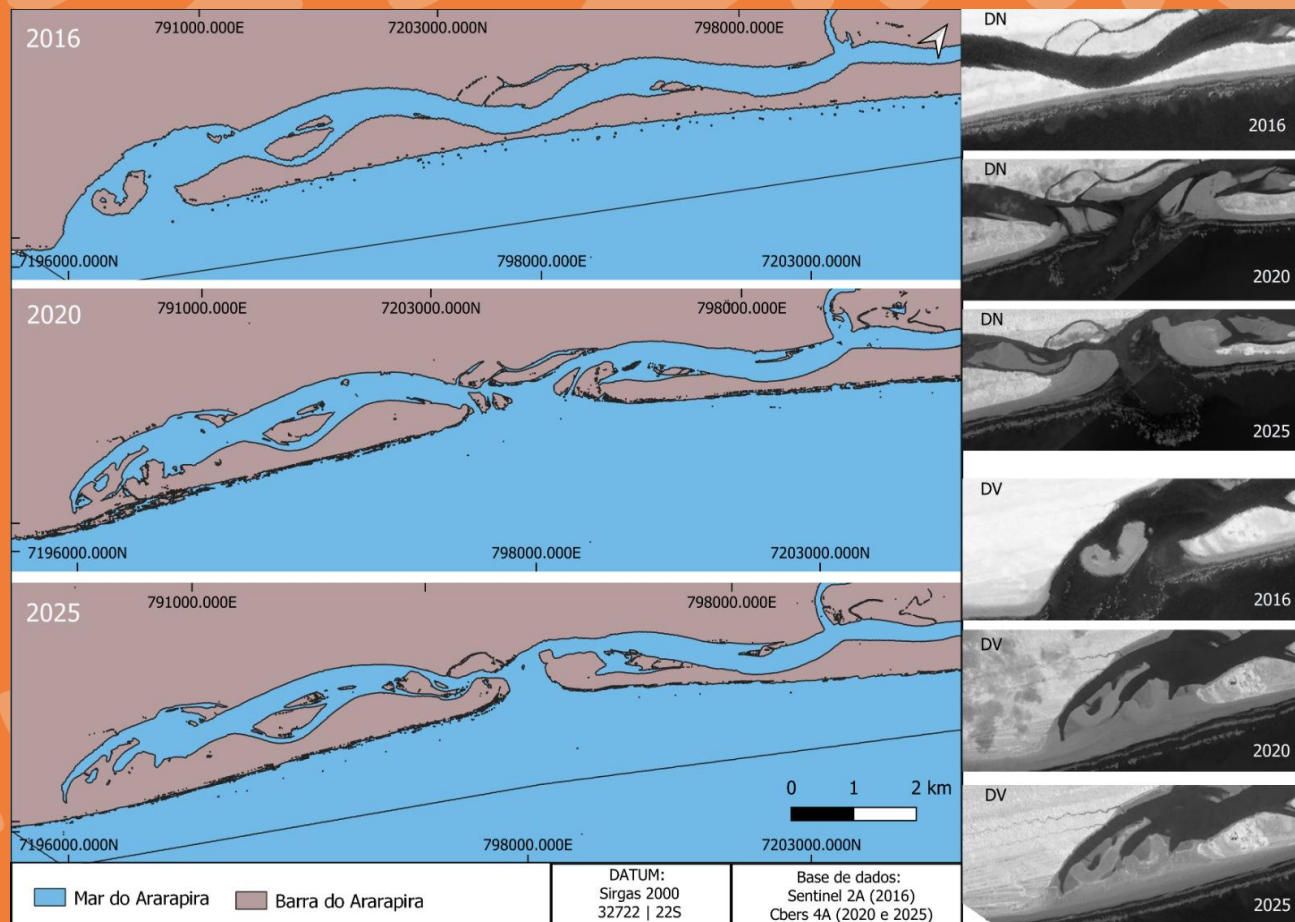 2016
791000.000E
7203000.000N
798000.000E
7196000.000N
798000.000E
7203000.000N
2020
791000.000E
7203000.000N
798000.000E
7196000.000N
798000.000E
7203000.000N
2025
791000.000E
798000.000E
0 1 2 km
7196000.000N
798000.000E
7203000.000N
Mar do Ararapira
Barra do Ararapira
DATUM:
Sirgas 2000
32722 | 22S
Base de dados:
Sentinel 2A (2016)
Cbers 4A (2020 e 2025)
DN
2016
DN
2020
DN
2025
DV
2016
DV
2020
DV
2025